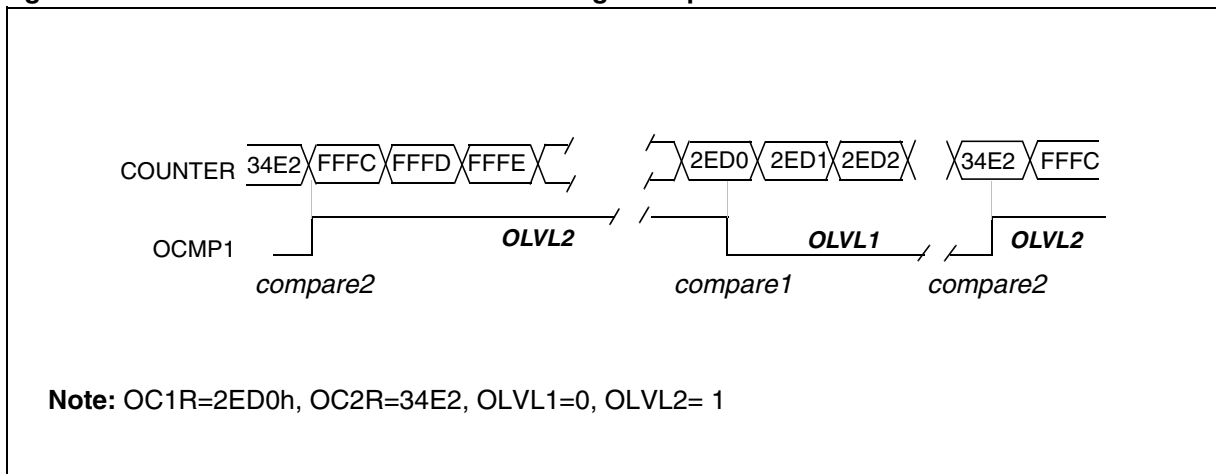 COUNTER 34E2 FFFC FFFD FFFE 2ED0 2ED1 2ED2 34E2 FFFC
OCMP1 OLVL2 OLVL1 OLVL2
compare2 compare1 compare2
Note: OC1R=2ED0h, OC2R=34E2, OLVL1=0, OLVL2= 1